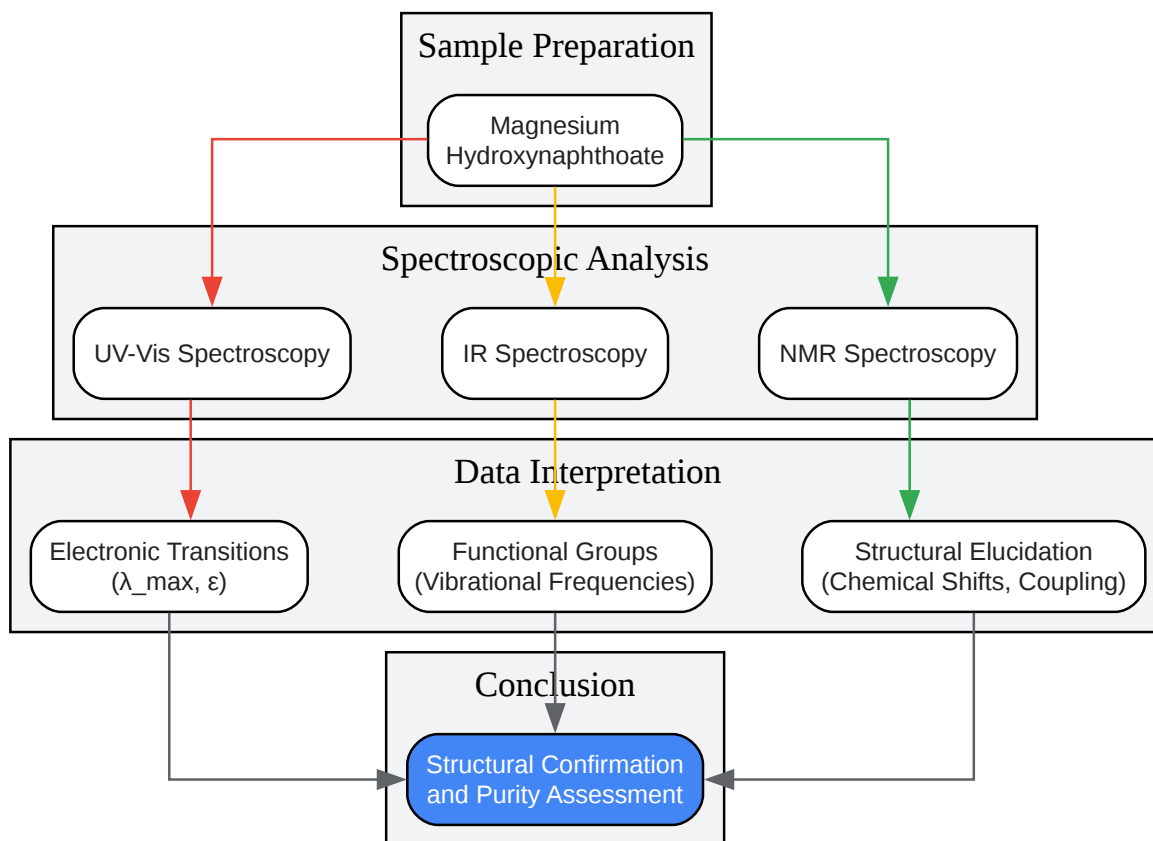 Sample Preparation
Magnesium
Hydroxynaphthoate
Spectroscopic Analysis
UV-Vis Spectroscopy
IR Spectroscopy
NMR Spectroscopy
Data Interpretation
Electronic Transitions
(λ_max, ε)
Functional Groups
(Vibrational Frequencies)
Structural Elucidation
(Chemical Shifts, Coupling)
Conclusion
Structural Confirmation
and Purity Assessment